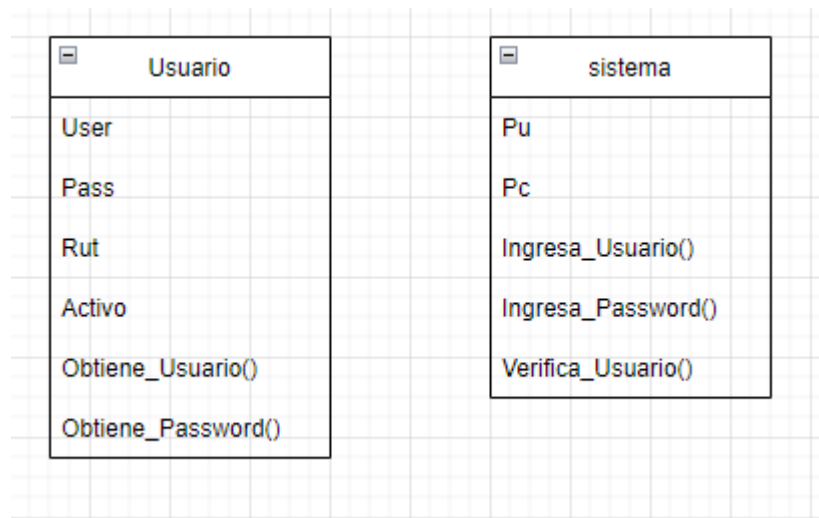 Usuario
User
Pass
Rut
Activo
Obtiene_Usuario()
Obtiene_Password()
sistema
Pu
Pc
Ingresa_Usuario()
Ingresa_Password()
Verifica_Usuario()